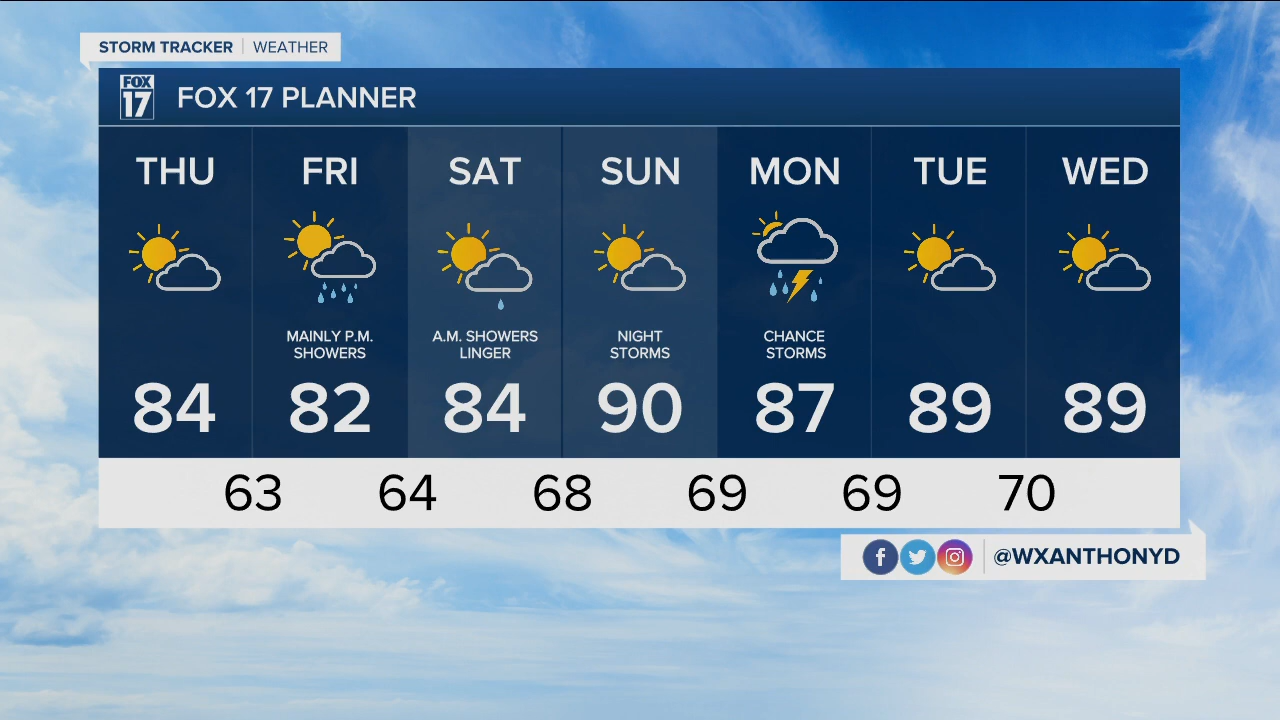 STORM TRACKER | WEATHER
FOX
17
FOX 17 PLANNER
THU FRI SAT SUN MON TUE WED
MAINLY P.M. A.M. SHOWERS NIGHT CHANCE
SHOWERS LINGER STORMS STORMS
84 82 84 90 87 89 89
63 64 68 69 69 70
@WXANTHONYD